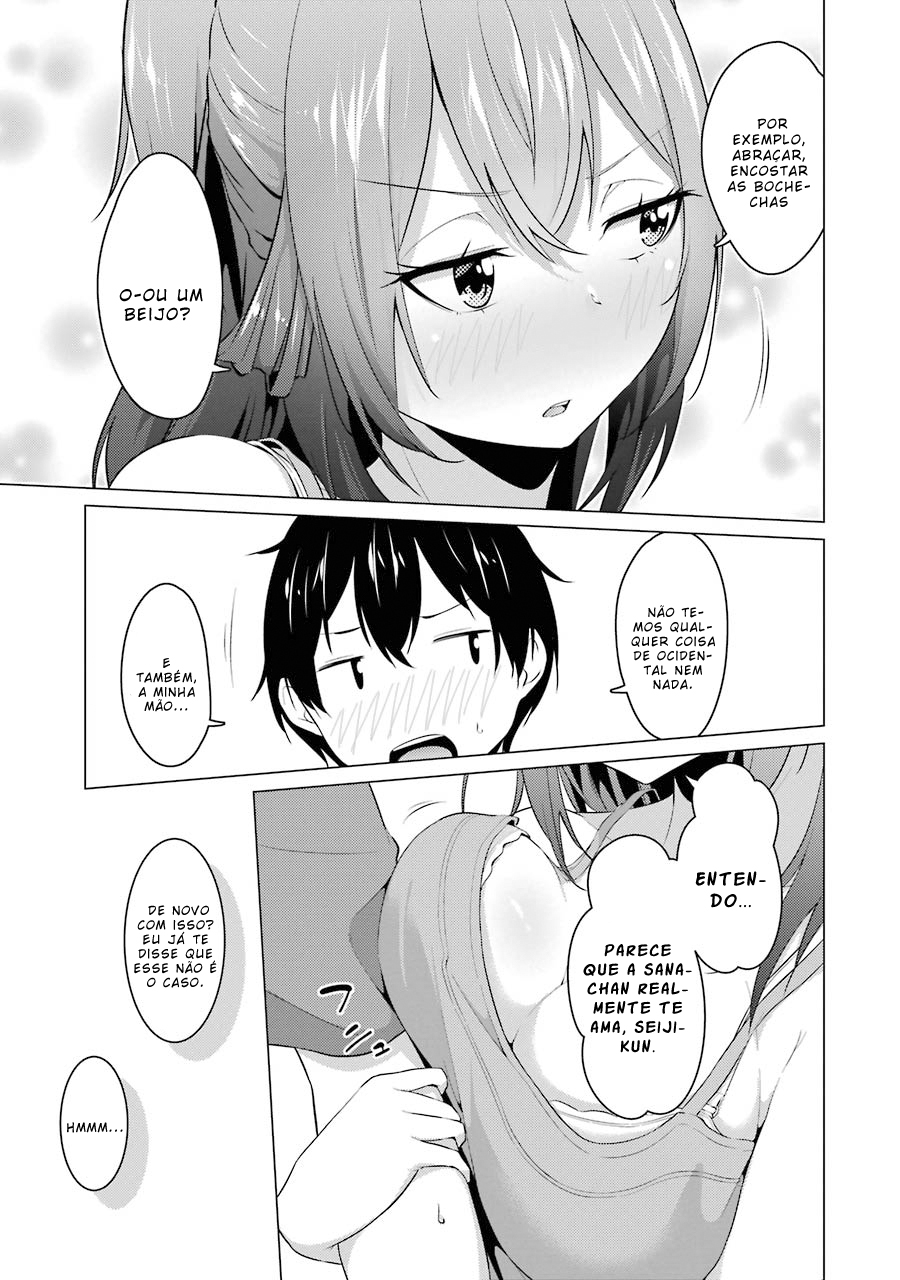 POR
EXEMPLO,
ABRAÇAR,
ENCOSTAR
AS BOCHE-
CHAS
O-OU UM
BEIJO?
NÃO TE-
MOS QUAL-
QUER COISA
DE OCIDEN-
TAL NEM
NADA.
E
TAMBÉM,
A MINHA
MÃO...
ENTEN-
DO...
PARECE
QUE A SANA-
CHAN REAL-
MENTE TE
AMA, SEIJI-
KUN.
ギュ
DE NOVO
COM ISSO?
EU JÁ TE
DISSE QUE
ESSE NÃO É
O CASO.
HMMM...